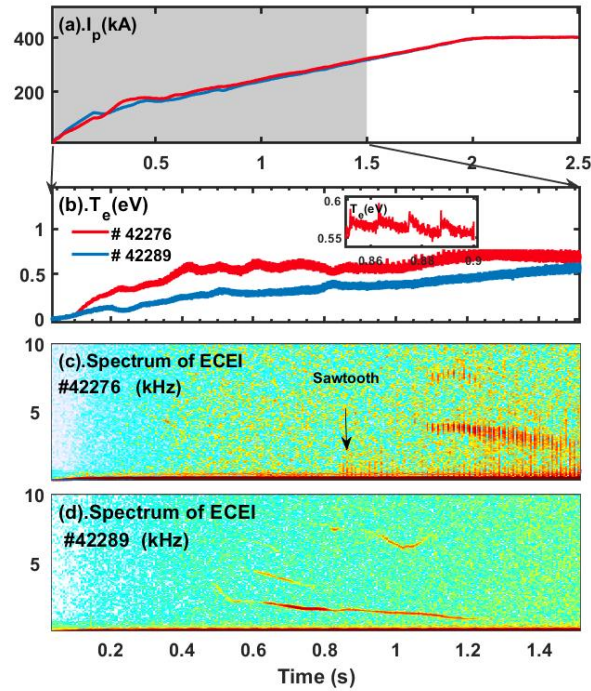 (a).I_p(kA)
400
200
0.5 1 1.5 2 2.5
(b).T_e(eV)
# 42276
# 42289
1
0.5
0
0.6
T_e(eV)
0.55
0.86 0.88 0.9
10
(c).Spectrum of ECEI
#42276 (kHz)
Sawtooth
5
10
(d).Spectrum of ECEI
#42289 (kHz)
5
0.2 0.4 0.6 0.8 1 1.2 1.4
Time (s)